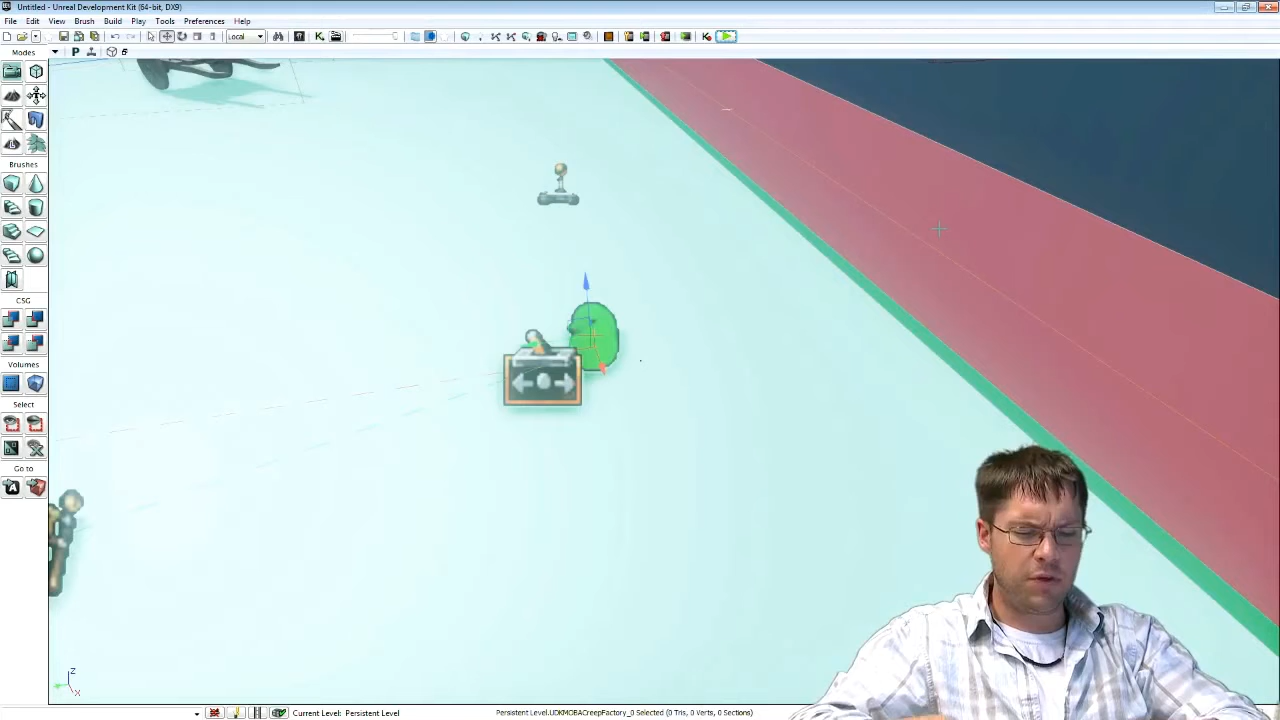 Untitled - Unreal Development Kit (64-bit, DX9)
File Edit View Brush Build Play Tools Preferences Help
Local
Modes
P
Brushes
CSG
Volumes
Select
Go to
Z
X
Current Level: Persistent Level
Persistent Level.UDKMOBACreepFactory_0 Selected (0 Tris, 0 Verts, 0 Sections)